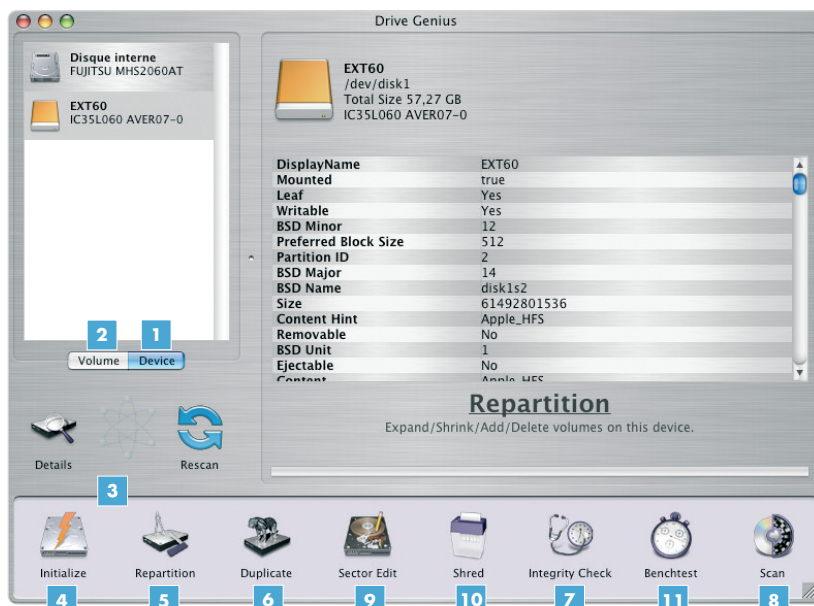 Drive Genius
Disque interne
FUJITSU MHS2060AT
EXT60
IC35L060 AVER07-0
EXT60
/dev/disk1
Total Size 57,27 GB
IC35L060 AVER07-0
DisplayName EXT60
Mounted true
Leaf Yes
Writable Yes
BSD Minor 12
Preferred Block Size 512
Partition ID 2
BSD Major 14
BSD Name disk1s2
Size 61492801536
Content Hint Apple_HFS
Removable No
BSD Unit 1
Ejectable No
Content Apple_HFS
2 1
Volume Device
Repartition
Expand/Shrink/Add/Delete volumes on this device.
Details Rescan
3
Initialize Repartition Duplicate Sector Edit Shred Integrity Check Benchtest Scan
4 5 6 9 10 7 11 8